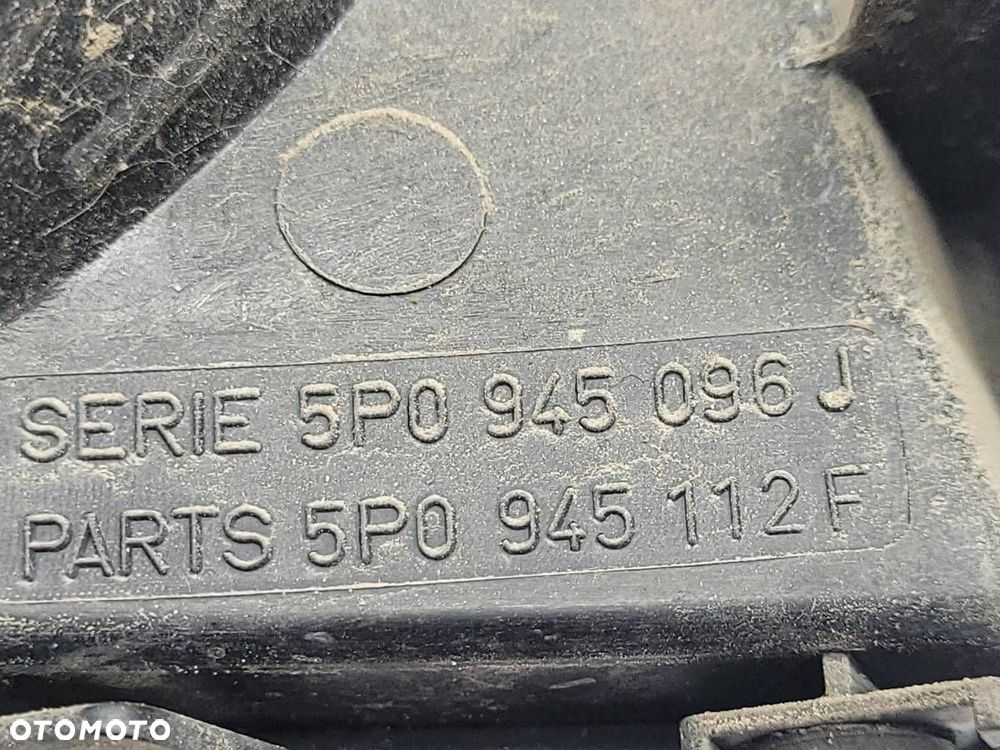 SERIE 5P0 945 096 J
PARTS 5P0 945 112 F
OTOMOTO